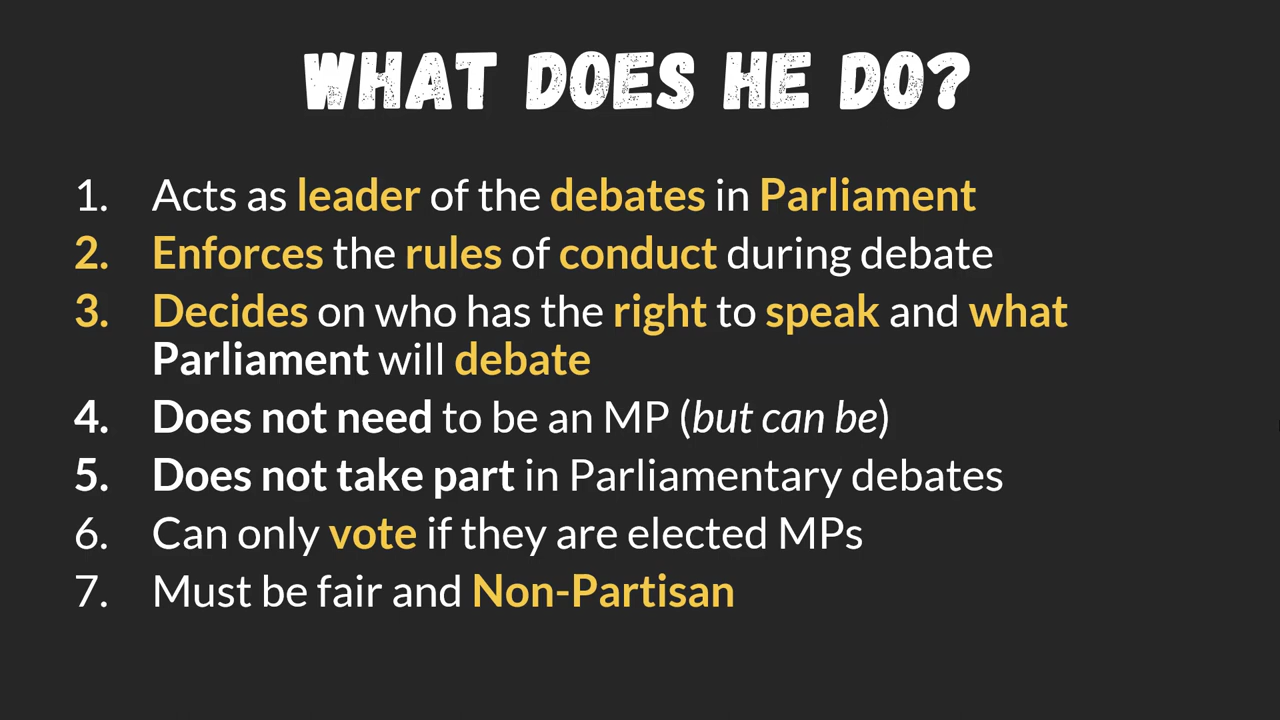 WHAT DOES HE DO?
1. Acts as leader of the debates in Parliament
2. Enforces the rules of conduct during debate
3. Decides on who has the right to speak and what
Parliament will debate
4. Does not need to be an MP (but can be)
5. Does not take part in Parliamentary debates
6. Can only vote if they are elected MPs
7. Must be fair and Non-Partisan